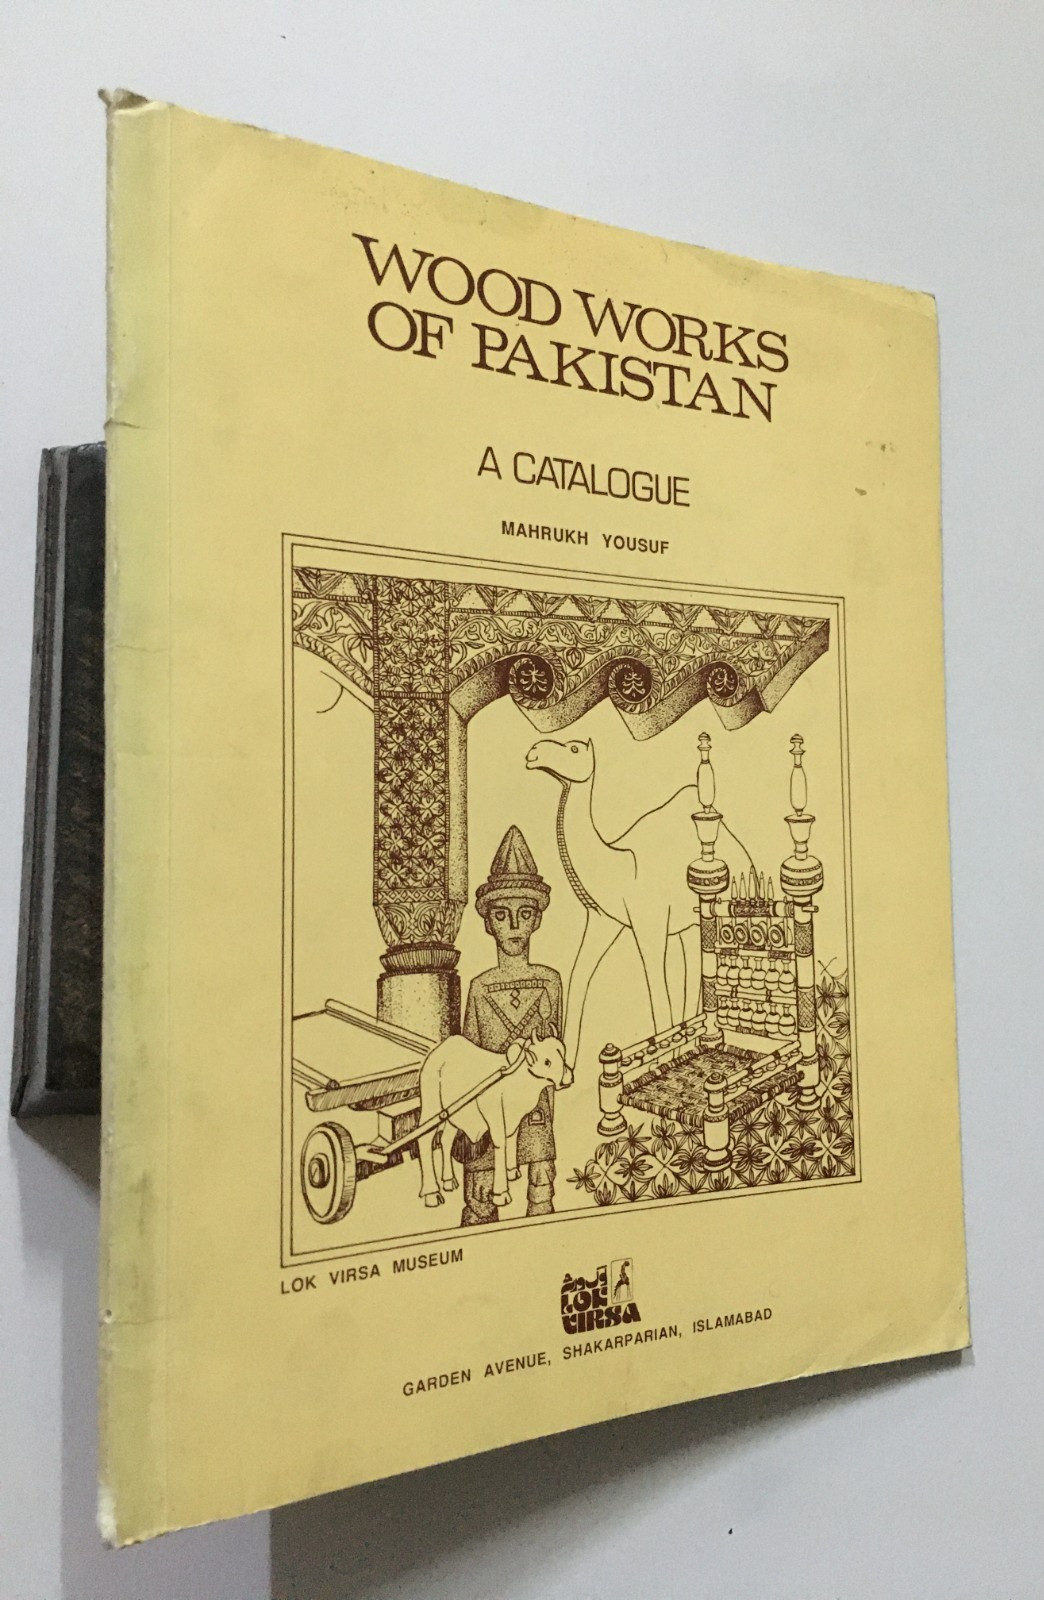 WOOD WORKS
OF PAKISTAN
A CATALOGUE
MAHRUKH YOUSUF
LOK VIRSA MUSEUM
LOK
VIRSA
GARDEN AVENUE, SHAKARPARIAN, ISLAMABAD